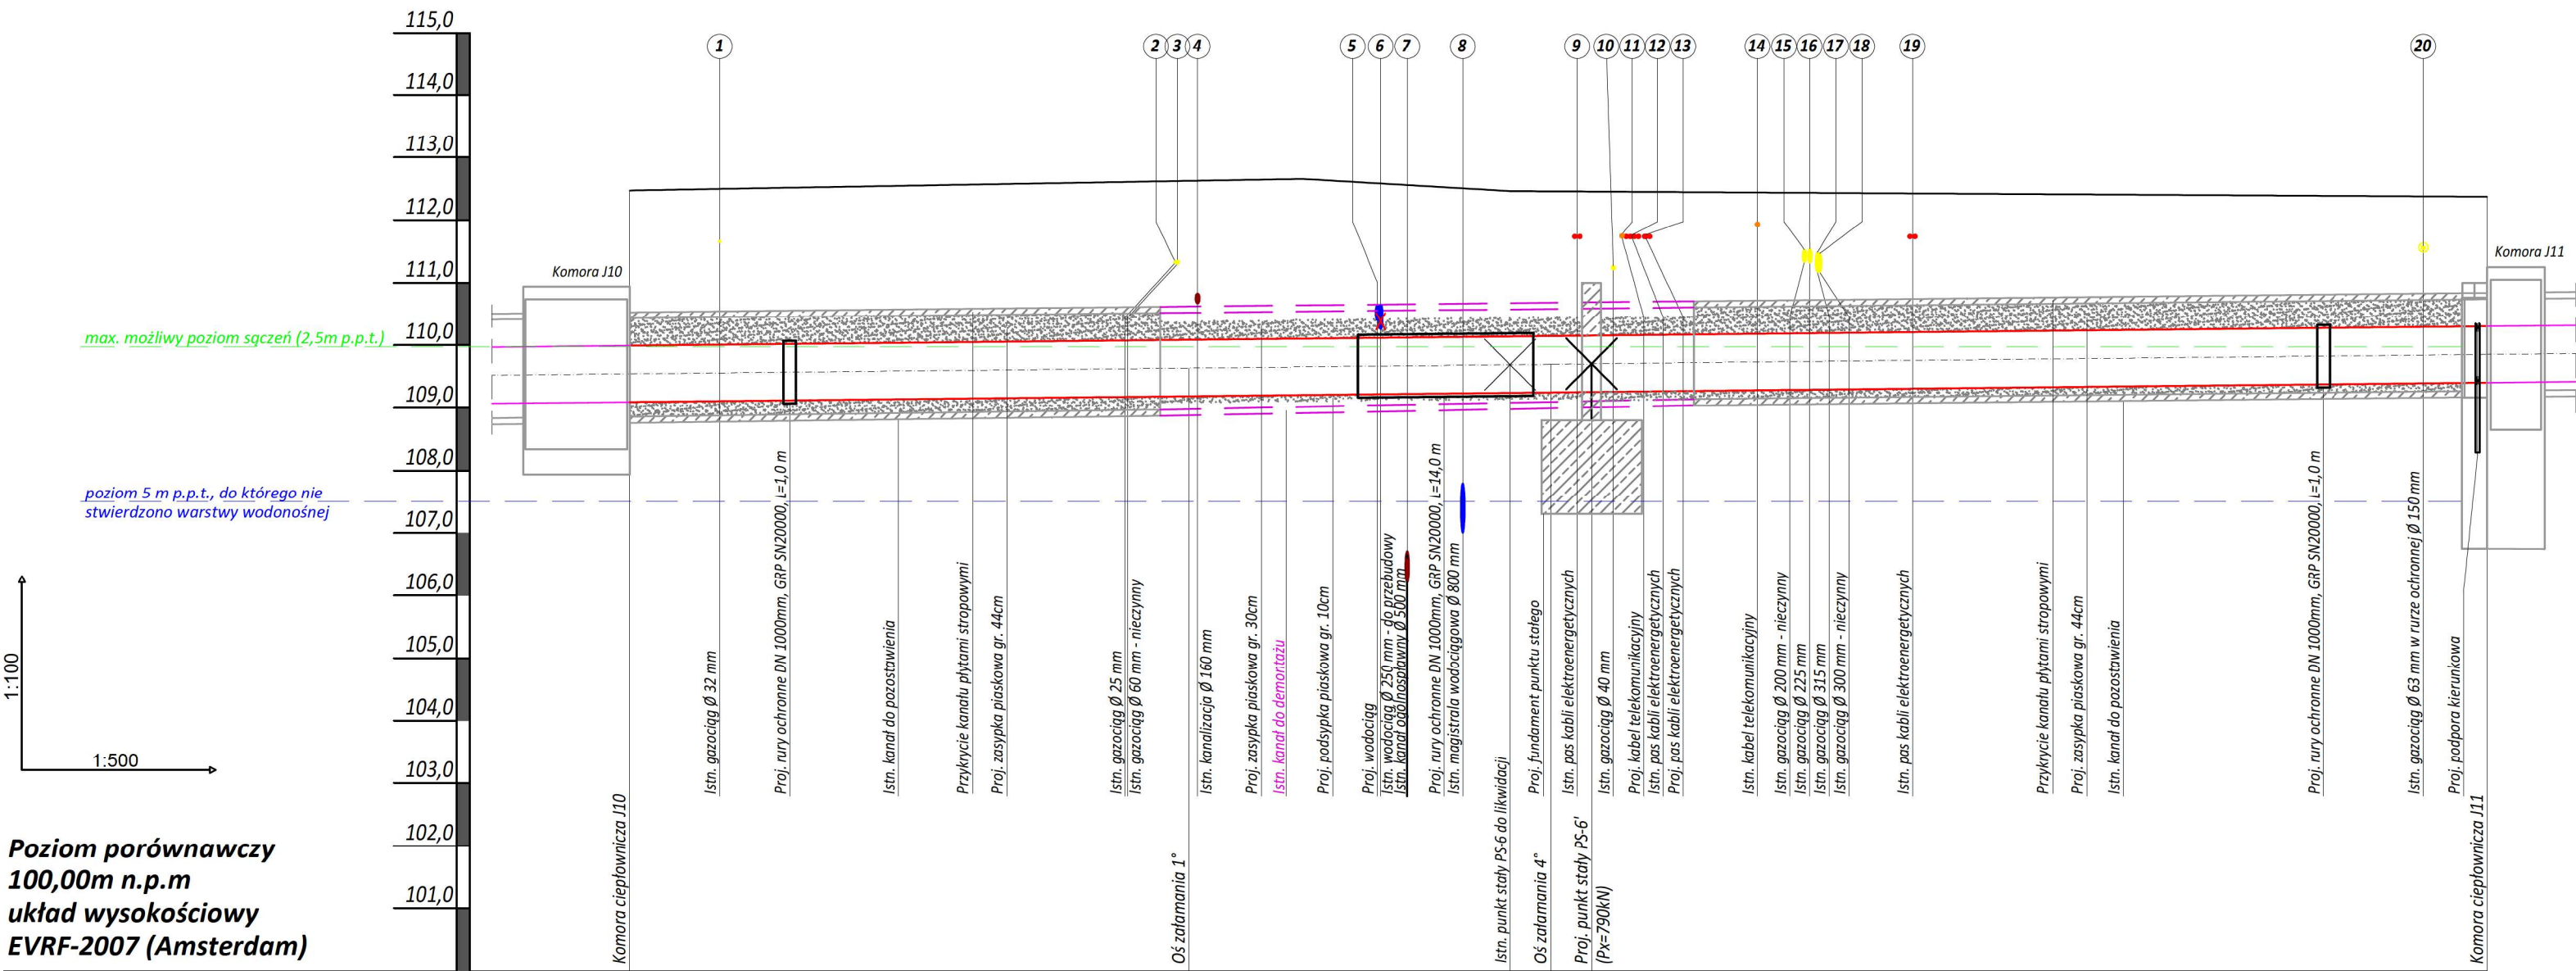 115,0
114,0
113,0
112,0
111,0
110,0
109,0
108,0
107,0
106,0
105,0
104,0
103,0
102,0
101,0
1
2
3
4
5
6
7
8
9
10
11
12
13
14
15
16
17
18
19
20
Komora J10
Komora J11
max. możliwy poziom sączeń (2,5m p.p.t.)
poziom 5 m p.p.t., do którego nie
stwierdzono warstwy wodonośnej
1:100
1:500
Poziom porównawczy
100,00m n.p.m
układ wysokościowy
EVRF-2007 (Amsterdam)
Komora ciepłownicza J10
Istn. gazociąg Ø 32 mm
Proj. rury ochronne DN 1000mm, GRP SN20000, L=1,0 m
Istn. kanał do pozostawienia
Przykrycie kanału płytami stropowymi
Proj. zasypka piaskowa gr. 44cm
Istn. gazociąg Ø 25 mm
Istn. gazociąg Ø 60 mm - nieczynny
Oś załamania 1°
Istn. kanalizacja Ø 160 mm
Proj. zasypka piaskowa gr. 30cm
Istn. kanał do demontażu
Proj. podsypka piaskowa gr. 10cm
Proj. wodociąg
Istn. wodociąg Ø 250 mm - do przebudowy
Istn. kanał ogólnospławny Ø 500 mm
Proj. rury ochronne DN 1000mm, GRP SN20000, L=14,0 m
Istn. magistrala wodociągowa Ø 800 mm
Istn. punkt stały PS-6 do likwidacji
Proj. fundament punktu stałego
Oś załamania 4°
Istn. pas kabli elektroenergetycznych
Proj. punkt stały PS-6'
(Px=790kN)
Istn. gazociąg Ø 40 mm
Proj. kabel telekomunikacyjny
Istn. pas kabli elektroenergetycznych
Proj. pas kabli elektroenergetycznych
Istn. kabel telekomunikacyjny
Istn. gazociąg Ø 200 mm - nieczynny
Istn. gazociąg Ø 225 mm
Istn. gazociąg Ø 315 mm
Istn. gazociąg Ø 300 mm - nieczynny
Istn. pas kabli elektroenergetycznych
Przykrycie kanału płytami stropowymi
Proj. zasypka piaskowa gr. 44cm
Istn. kanał do pozostawienia
Proj. rury ochronne DN 1000mm, GRP SN20000, L=1,0 m
Istn. gazociąg Ø 63 mm w rurze ochronnej Ø 150 mm
Proj. podpora kierunkowa
Komora ciepłownicza J11